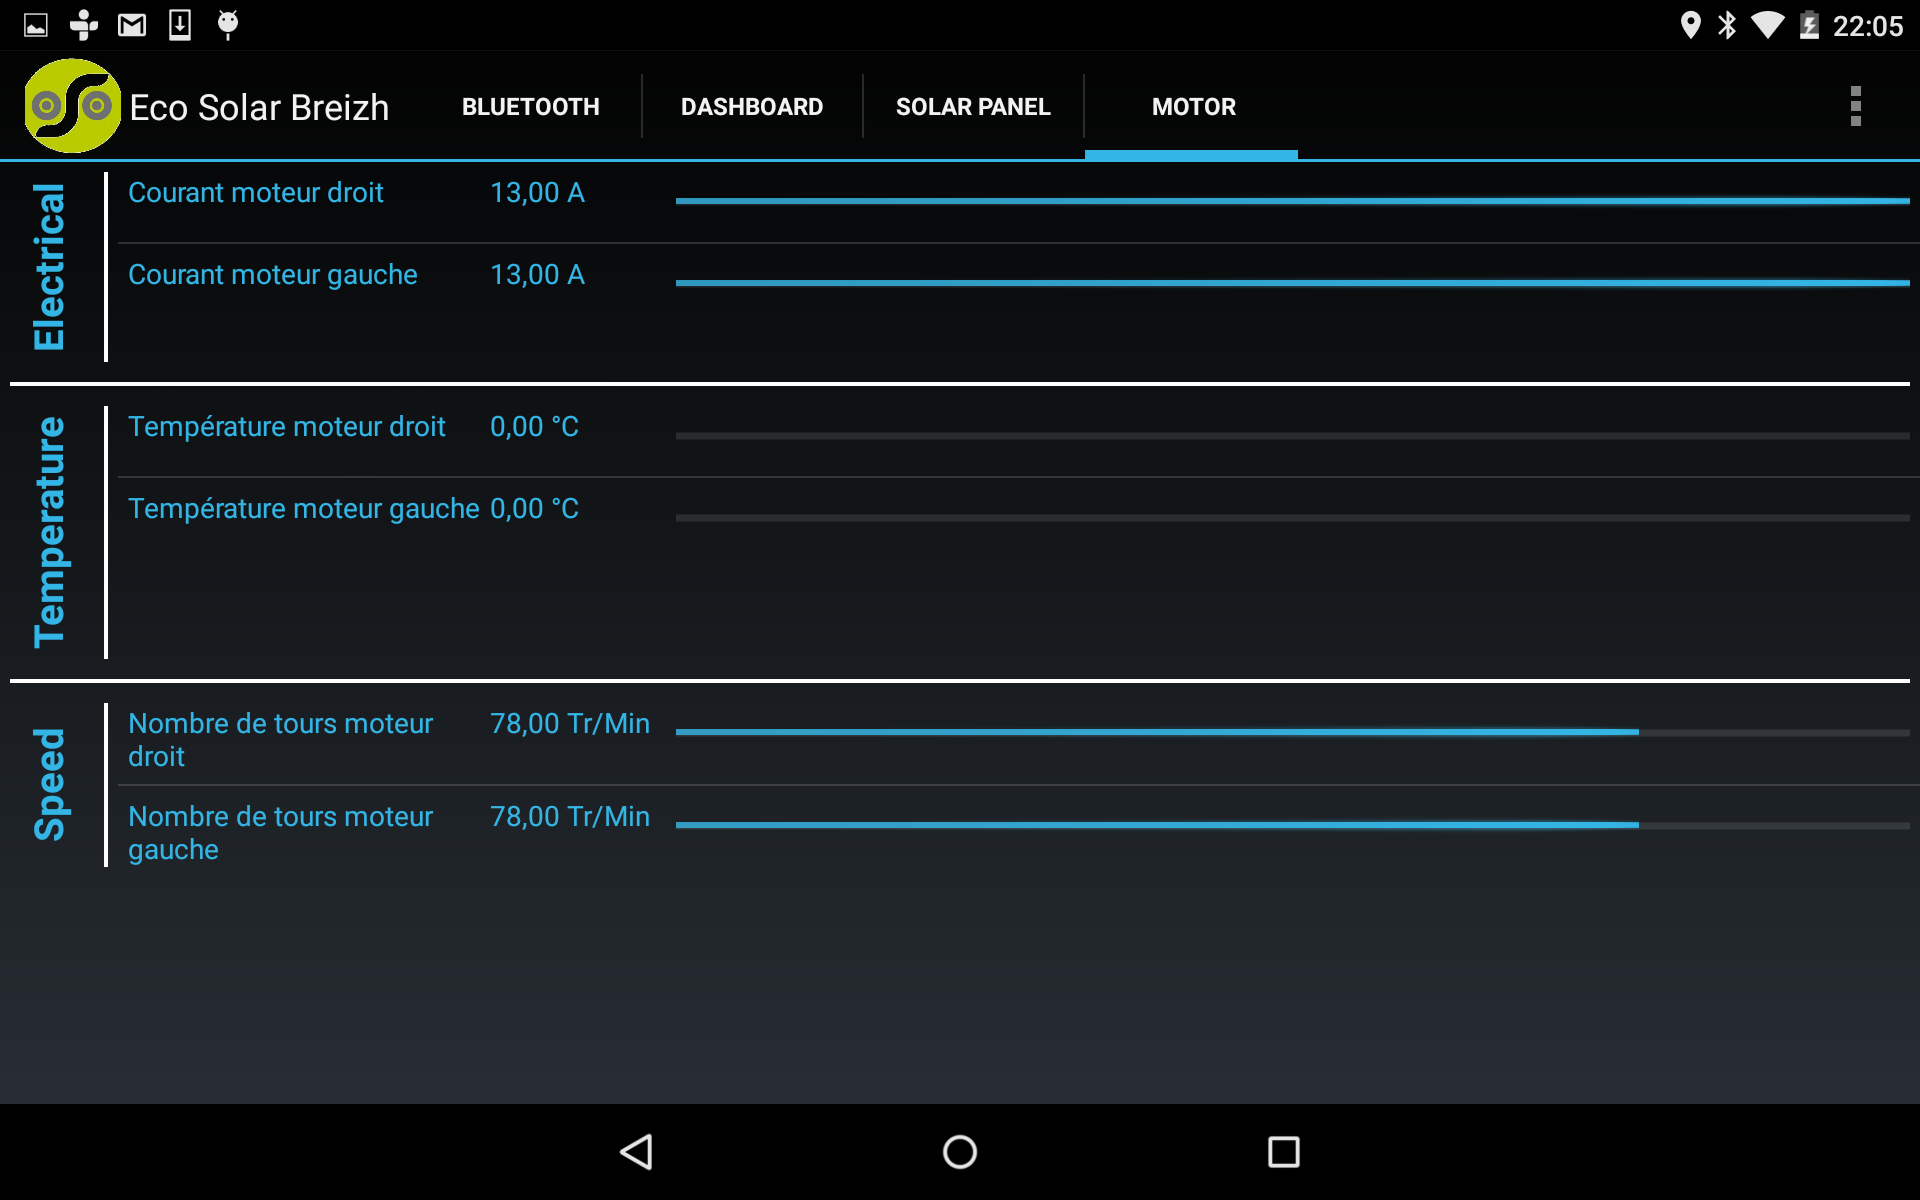 22:05
Eco Solar Breizh
BLUETOOTH
DASHBOARD
SOLAR PANEL
MOTOR
Electrical
Courant moteur droit 13,00 A
Courant moteur gauche 13,00 A
Temperature
Température moteur droit 0,00 °C
Température moteur gauche 0,00 °C
Speed
Nombre de tours moteur 78,00 Tr/Min
droit
Nombre de tours moteur 78,00 Tr/Min
gauche